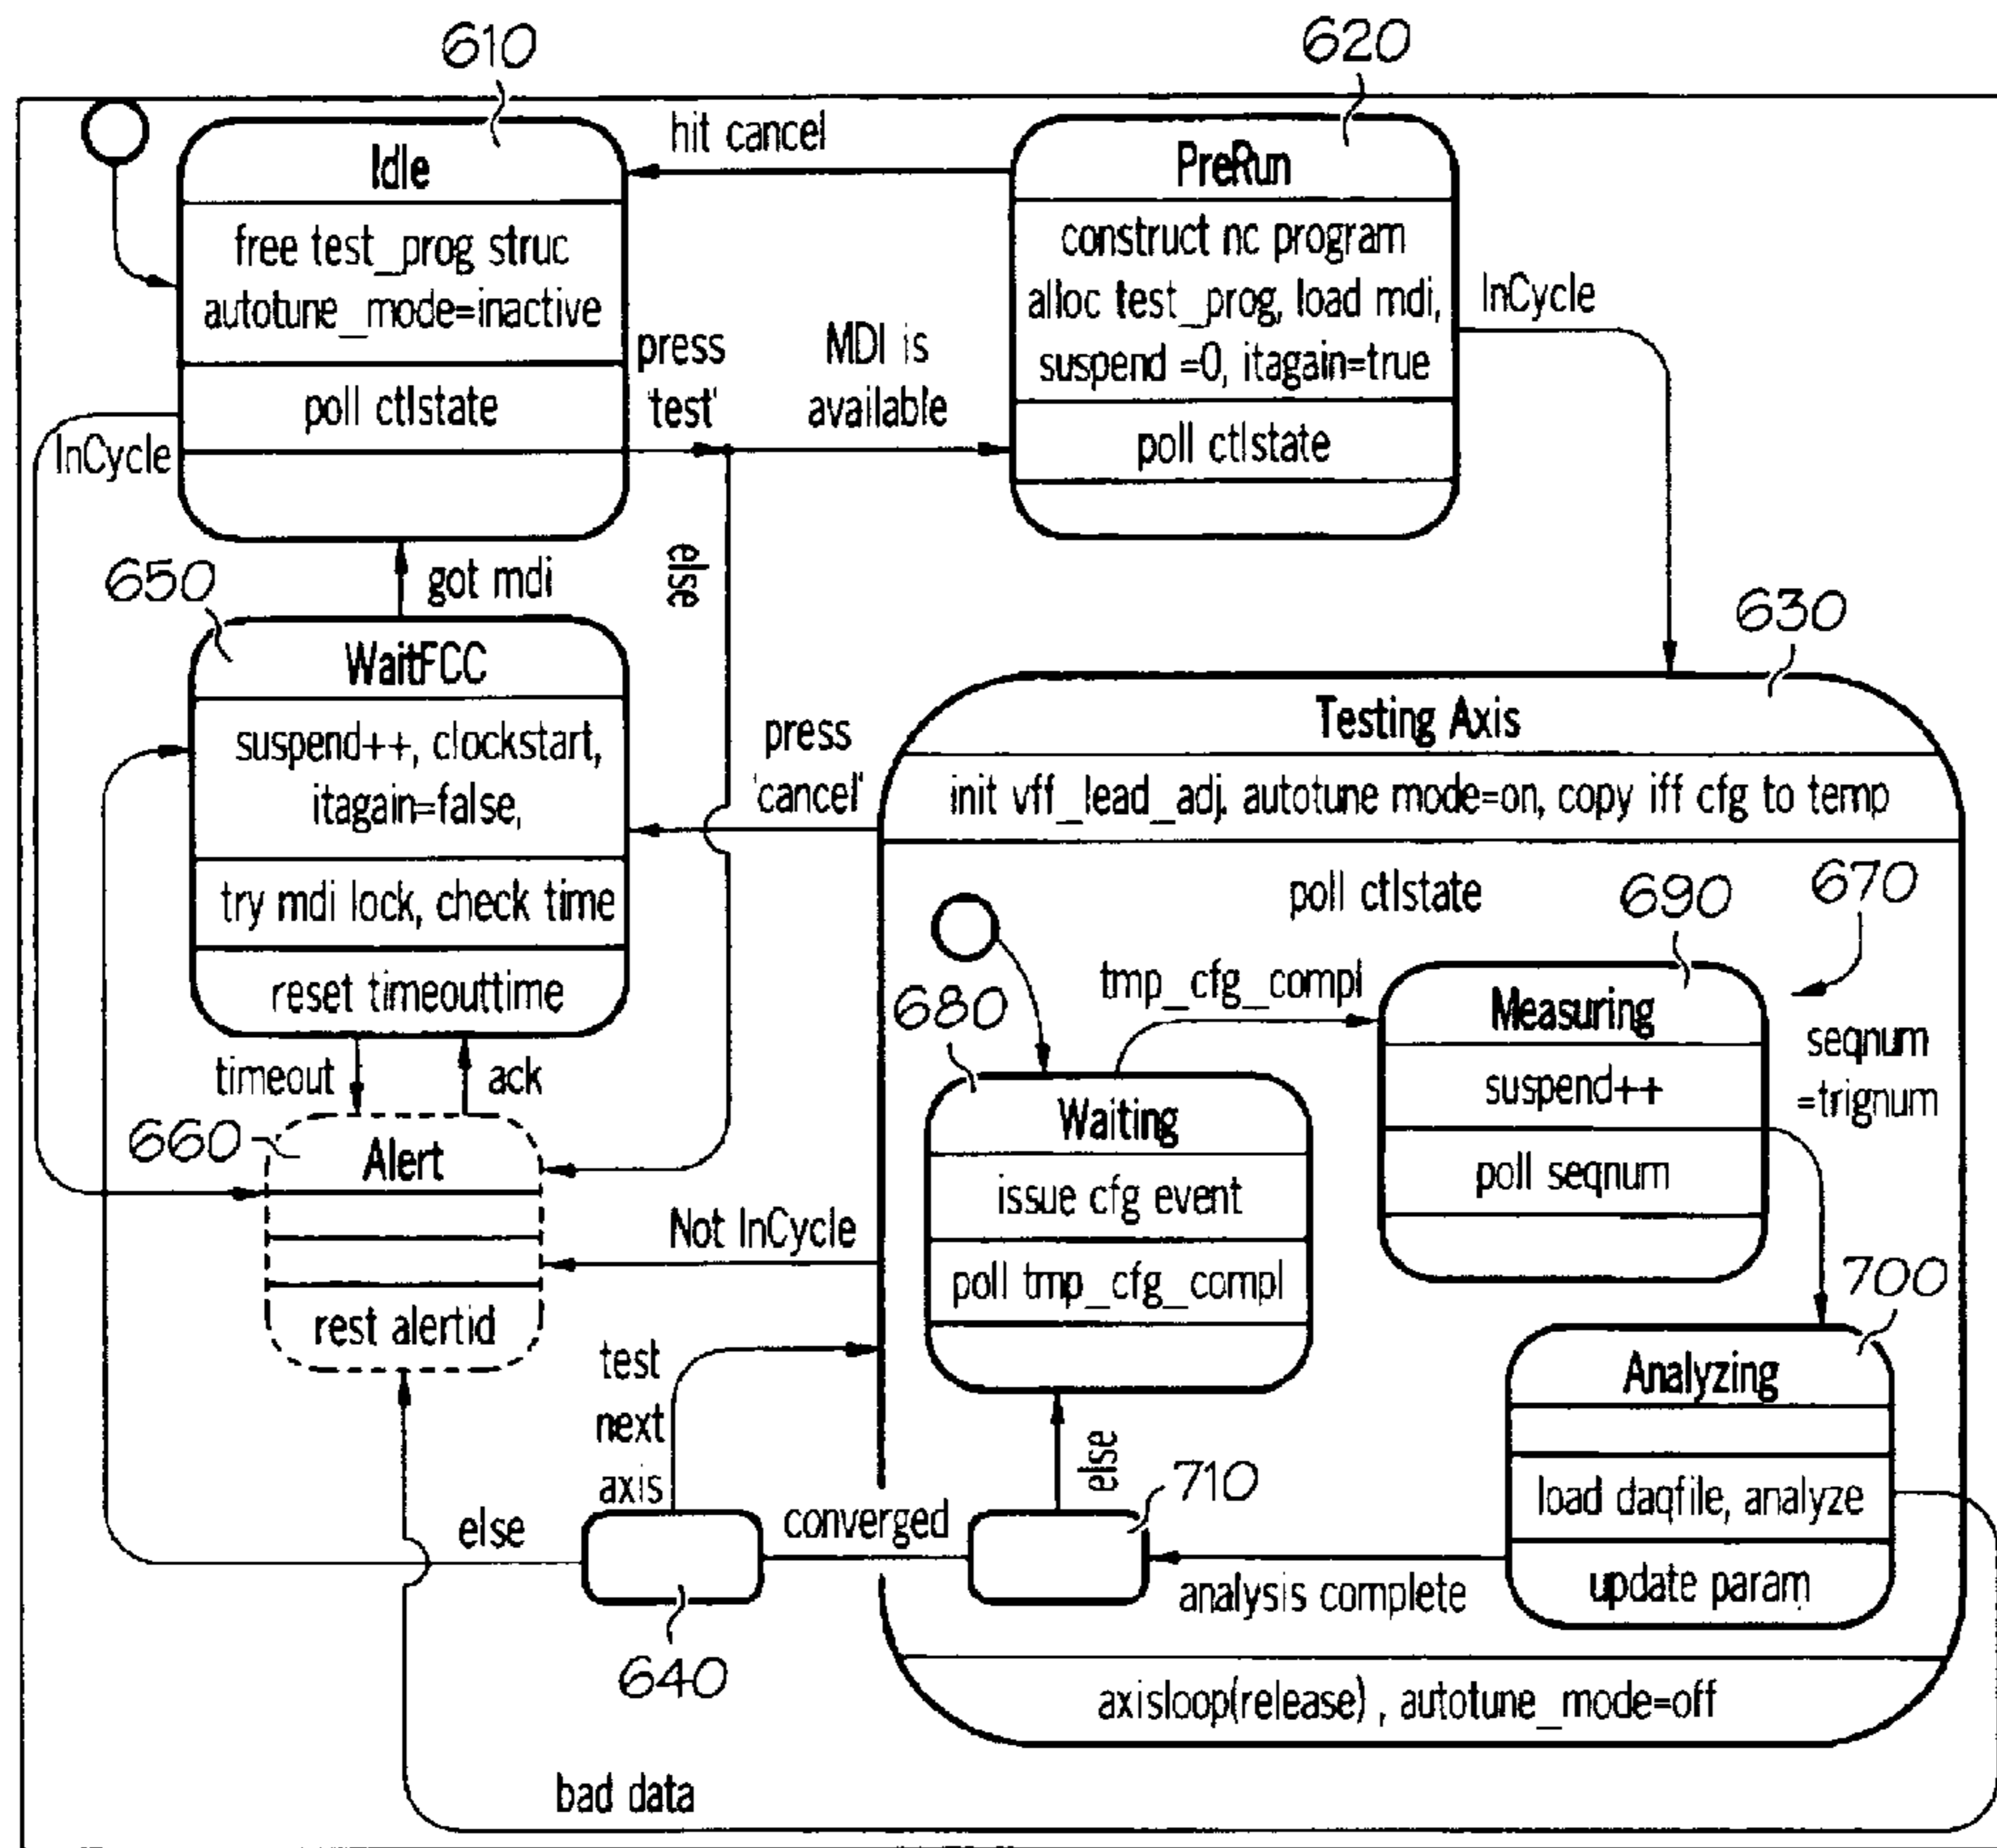 610
620
Idle
free test_prog struc
autotune_mode=inactive
poll ctlstate
hit cancel
PreRun
construct nc program
alloc test_prog, load mdi,
suspend =0, itagain=true
poll ctlstate
InCycle
press
'test'
MDI is
available
InCycle
else
got mdi
650
WaitFCC
suspend++, clockstart,
itagain=false,
try mdi lock, check time
reset timeouttime
timeout
ack
660
Alert
rest alertid
press
'cancel'
630
Testing Axis
init vff_lead_adj, autotune mode=on, copy iff cfg to temp
poll ctlstate
670
690
tmp_cfg_compl
Measuring
suspend++
poll seqnum
seqnum
=trignum
680
Waiting
issue cfg event
poll tmp_cfg_compl
Not InCycle
700
Analyzing
load daqfile, analyze
update param
test
next
axis
else
converged
else
710
analysis complete
640
axisloop(release) , autotune_mode=off
bad data